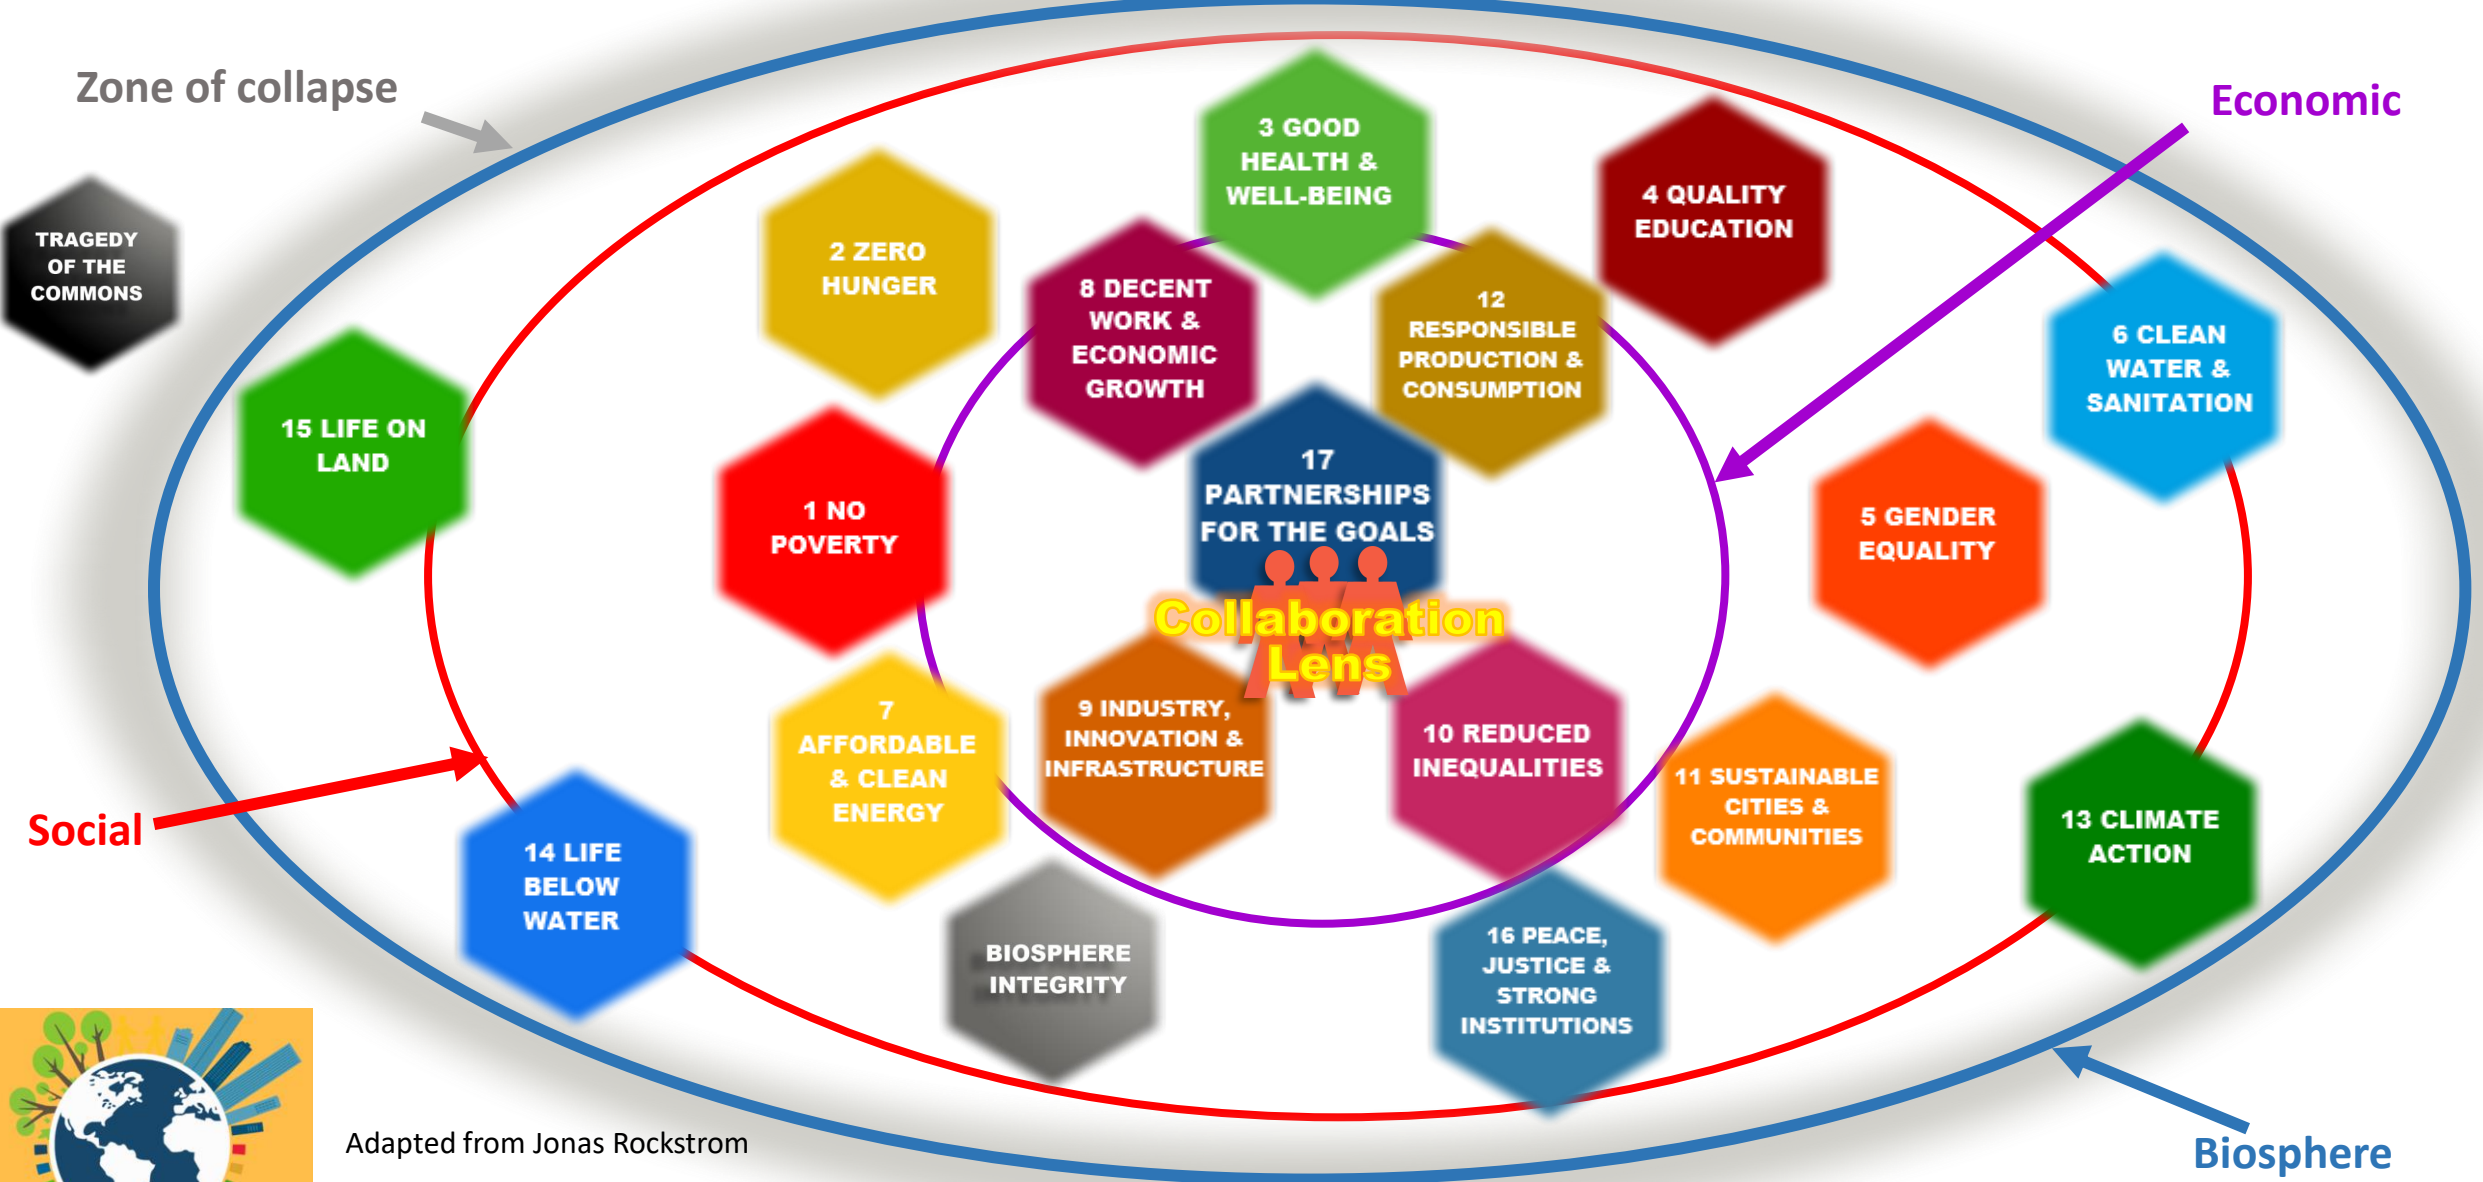 Zone of collapse
Economic
TRAGEDY
OF THE
COMMONS
3 GOOD
HEALTH &
WELL-BEING
4 QUALITY
EDUCATION
2 ZERO
HUNGER
8 DECENT
WORK &
ECONOMIC
GROWTH
12
RESPONSIBLE
PRODUCTION &
CONSUMPTION
6 CLEAN
WATER &
SANITATION
15 LIFE ON
LAND
17
PARTNERSHIPS
FOR THE GOALS
1 NO
POVERTY
5 GENDER
EQUALITY
Collaboration
Lens
7
AFFORDABLE
& CLEAN
ENERGY
9 INDUSTRY,
INNOVATION &
INFRASTRUCTURE
10 REDUCED
INEQUALITIES
11 SUSTAINABLE
CITIES &
COMMUNITIES
13 CLIMATE
ACTION
Social
14 LIFE
BELOW
WATER
BIOSPHERE
INTEGRITY
16 PEACE,
JUSTICE &
STRONG
INSTITUTIONS
Adapted from Jonas Rockstrom
Biosphere